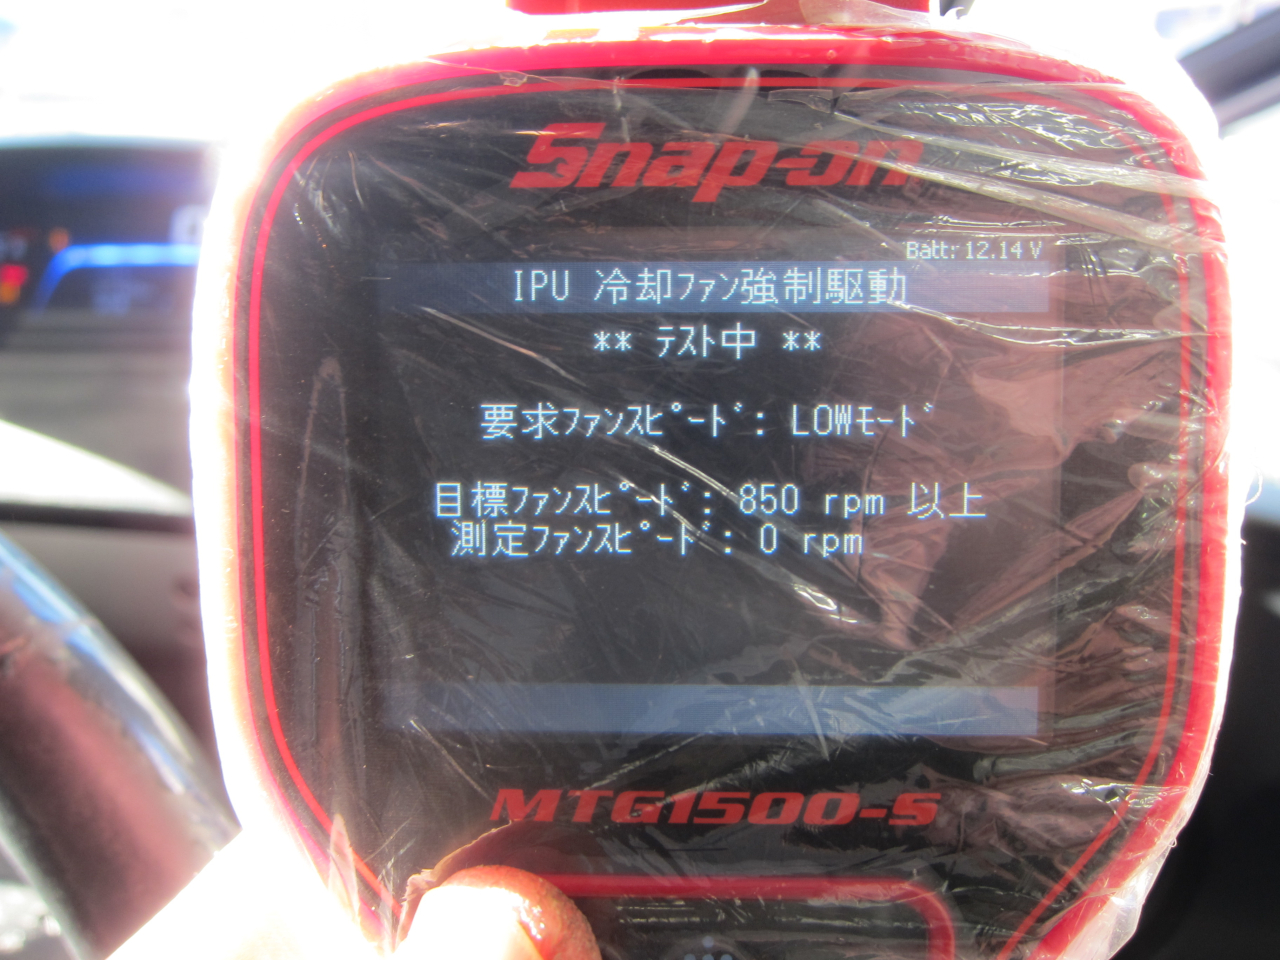 Snap-on
Batt: 12.14 V
IPU 冷却ファン強制駆動
** テスト中 **
要求ファンスピード: LOWモード
目標ファンスピード: 850 rpm 以上
測定ファンスピード: 0 rpm
MTG1500-S